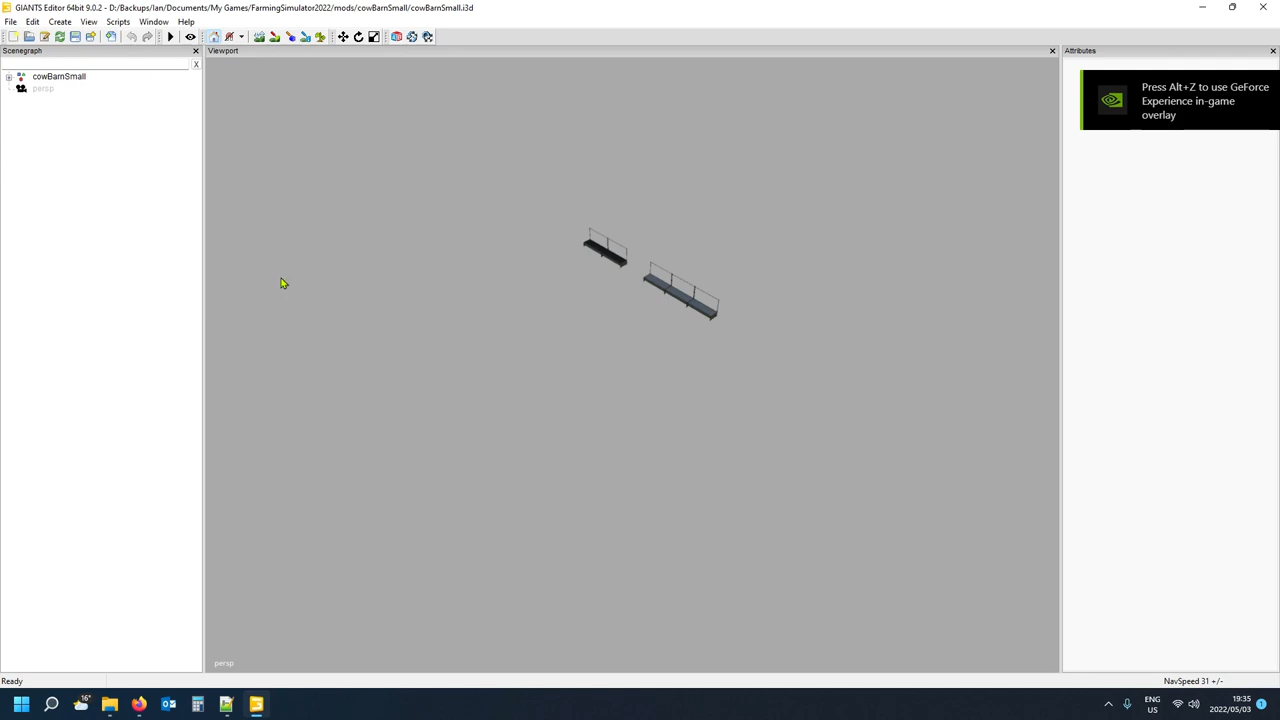 GIANTS Editor 64bit 9.0.2 - D:/Backups/Ian/Documents/My Games/FarmingSimulator2022/mods/cowBarnSmall/cowBarnSmall.i3d
File Edit Create View Scripts Window Help
Scenegraph
Viewport
Attributes
X
cowBarnSmall
persp
Press Alt+Z to use GeForce
Experience in-game
overlay
persp
Ready
NavSpeed 31 +/-
16°
ENG
US
19:35
2022/05/03
1